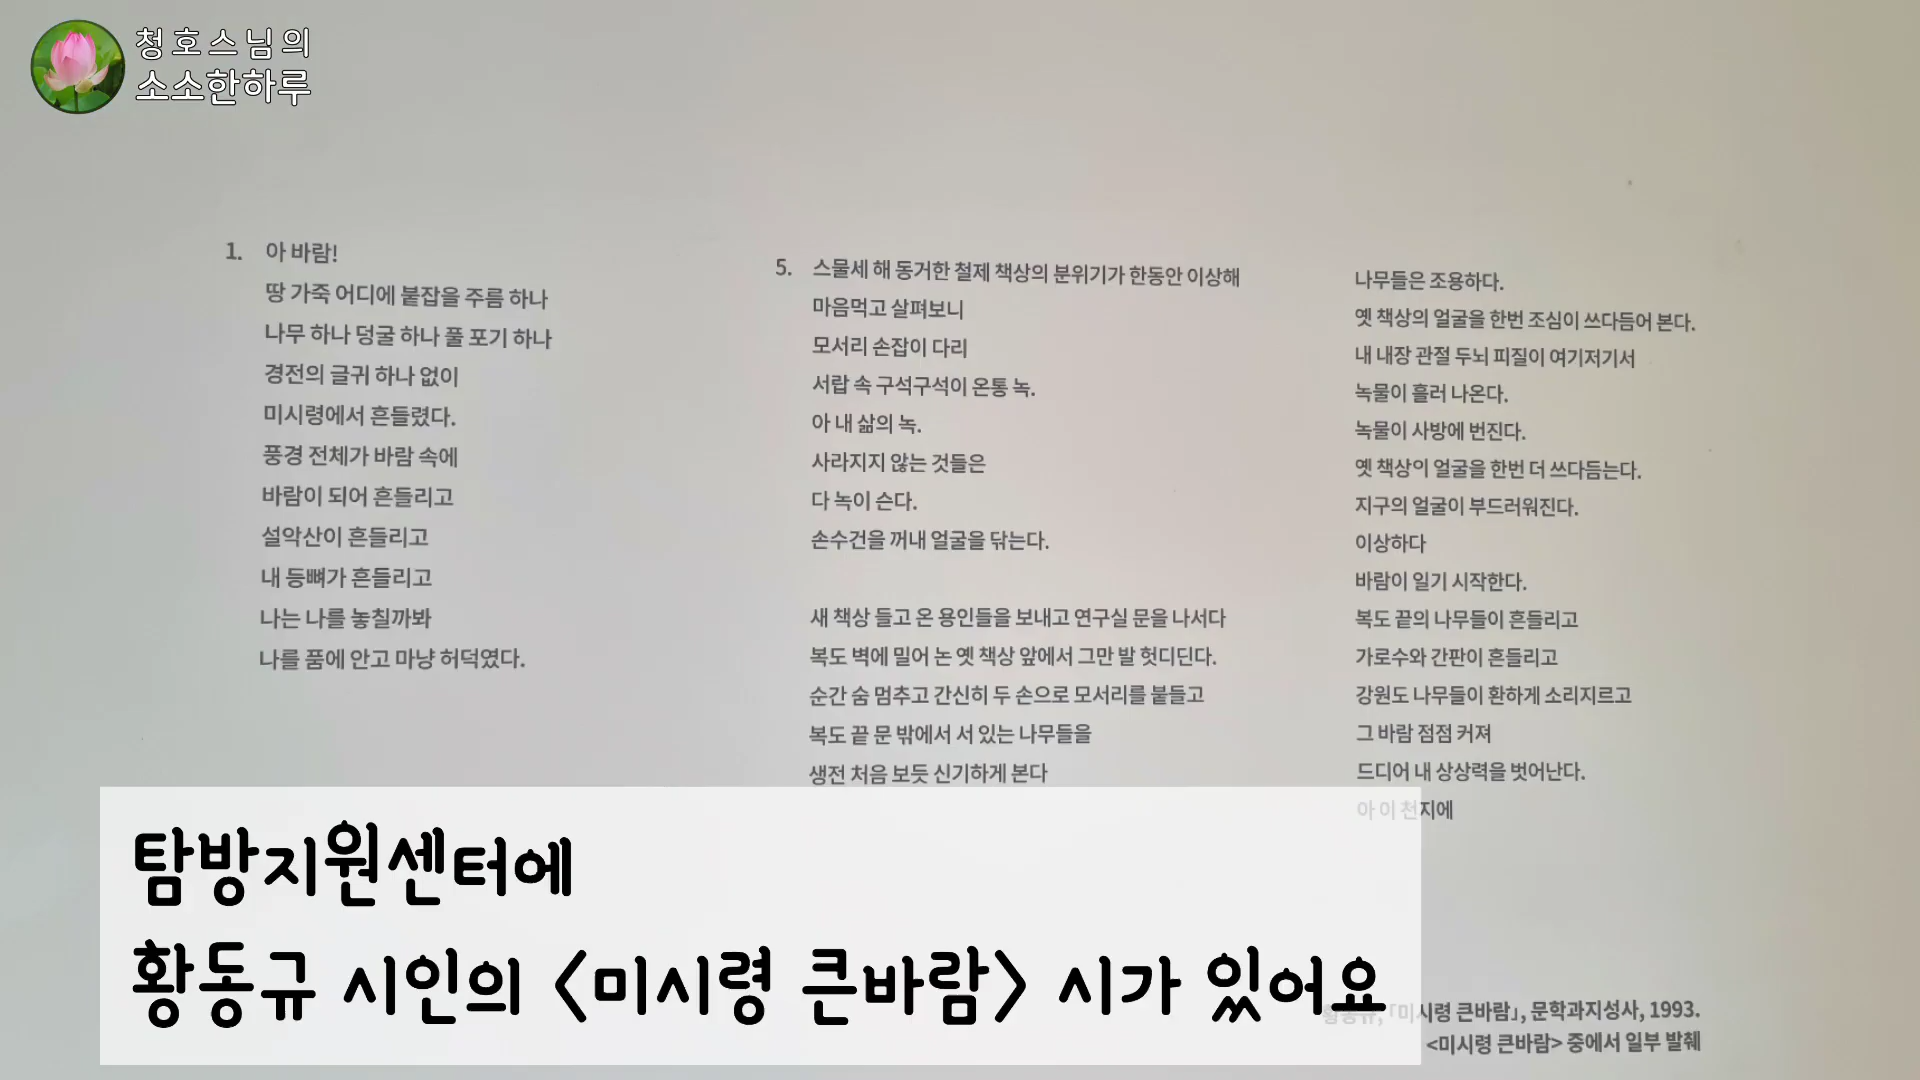 청호스님의
소소한하루
1. 아 바람!
땅 가죽 어디에 붙잡을 주름 하나
나무 하나 덩굴 하나 풀 포기 하나
경전의 글귀 하나 없이
미시령에서 흔들렸다.
풍경 전체가 바람 속에
바람이 되어 흔들리고
설악산이 흔들리고
내 등뼈가 흔들리고
나는 나를 놓칠까봐
나를 품에 안고 마냥 허덕였다.
5. 스물세 해 동거한 철제 책상의 분위기가 한동안 이상해
마음먹고 살펴보니
모서리 손잡이 다리
서랍 속 구석구석이 온통 녹.
아 내 삶의 녹.
사라지지 않는 것들은
다 녹이 슨다.
손수건을 꺼내 얼굴을 닦는다.
새 책상 들고 온 용인들을 보내고 연구실 문을 나서다
복도 벽에 밀어 논 옛 책상 앞에서 그만 발 헛디딘다.
순간 숨 멈추고 간신히 두 손으로 모서리를 붙들고
복도 끝 문 밖에서 서 있는 나무들을
생전 처음 보듯 신기하게 본다
나무들은 조용하다.
옛 책상의 얼굴을 한번 조심이 쓰다듬어 본다.
내 내장 관절 두뇌 피질이 여기저기서
녹물이 흘러 나온다.
녹물이 사방에 번진다.
옛 책상이 얼굴을 한번 더 쓰다듬는다.
지구의 얼굴이 부드러워진다.
이상하다
바람이 일기 시작한다.
복도 끝의 나무들이 흔들리고
가로수와 간판이 흔들리고
강원도 나무들이 환하게 소리지르고
그 바람 점점 커져
드디어 내 상상력을 벗어난다.
아 이 천지에
황동규, 「미시령 큰바람」, 문학과지성사, 1993.
<미시령 큰바람> 중에서 일부 발췌
탐방지원센터에
황동규 시인의 <미시령 큰바람> 시가 있어요